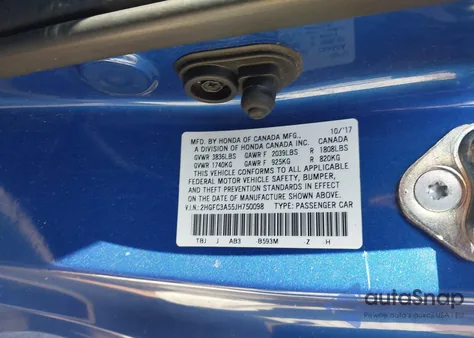 MFD. BY HONDA OF CANADA MFG., 10/'17
A DIVISION OF HONDA CANADA INC. CANADA
GVWR 3836LBS GAWR F 2039LBS R 1808LBS
GVWR 1740KG GAWR F 925KG R 820KG
THIS VEHICLE CONFORMS TO ALL APPLICABLE
FEDERAL MOTOR VEHICLE SAFETY, BUMPER,
AND THEFT PREVENTION STANDARDS IN EFFECT ON
THE DATE OF MANUFACTURE SHOWN ABOVE.
V.I.N.: 2HGFC3A55JH750098 TYPE: PASSENGER CAR
TBJ J AB3 -B593M -Z -H
autoSnap